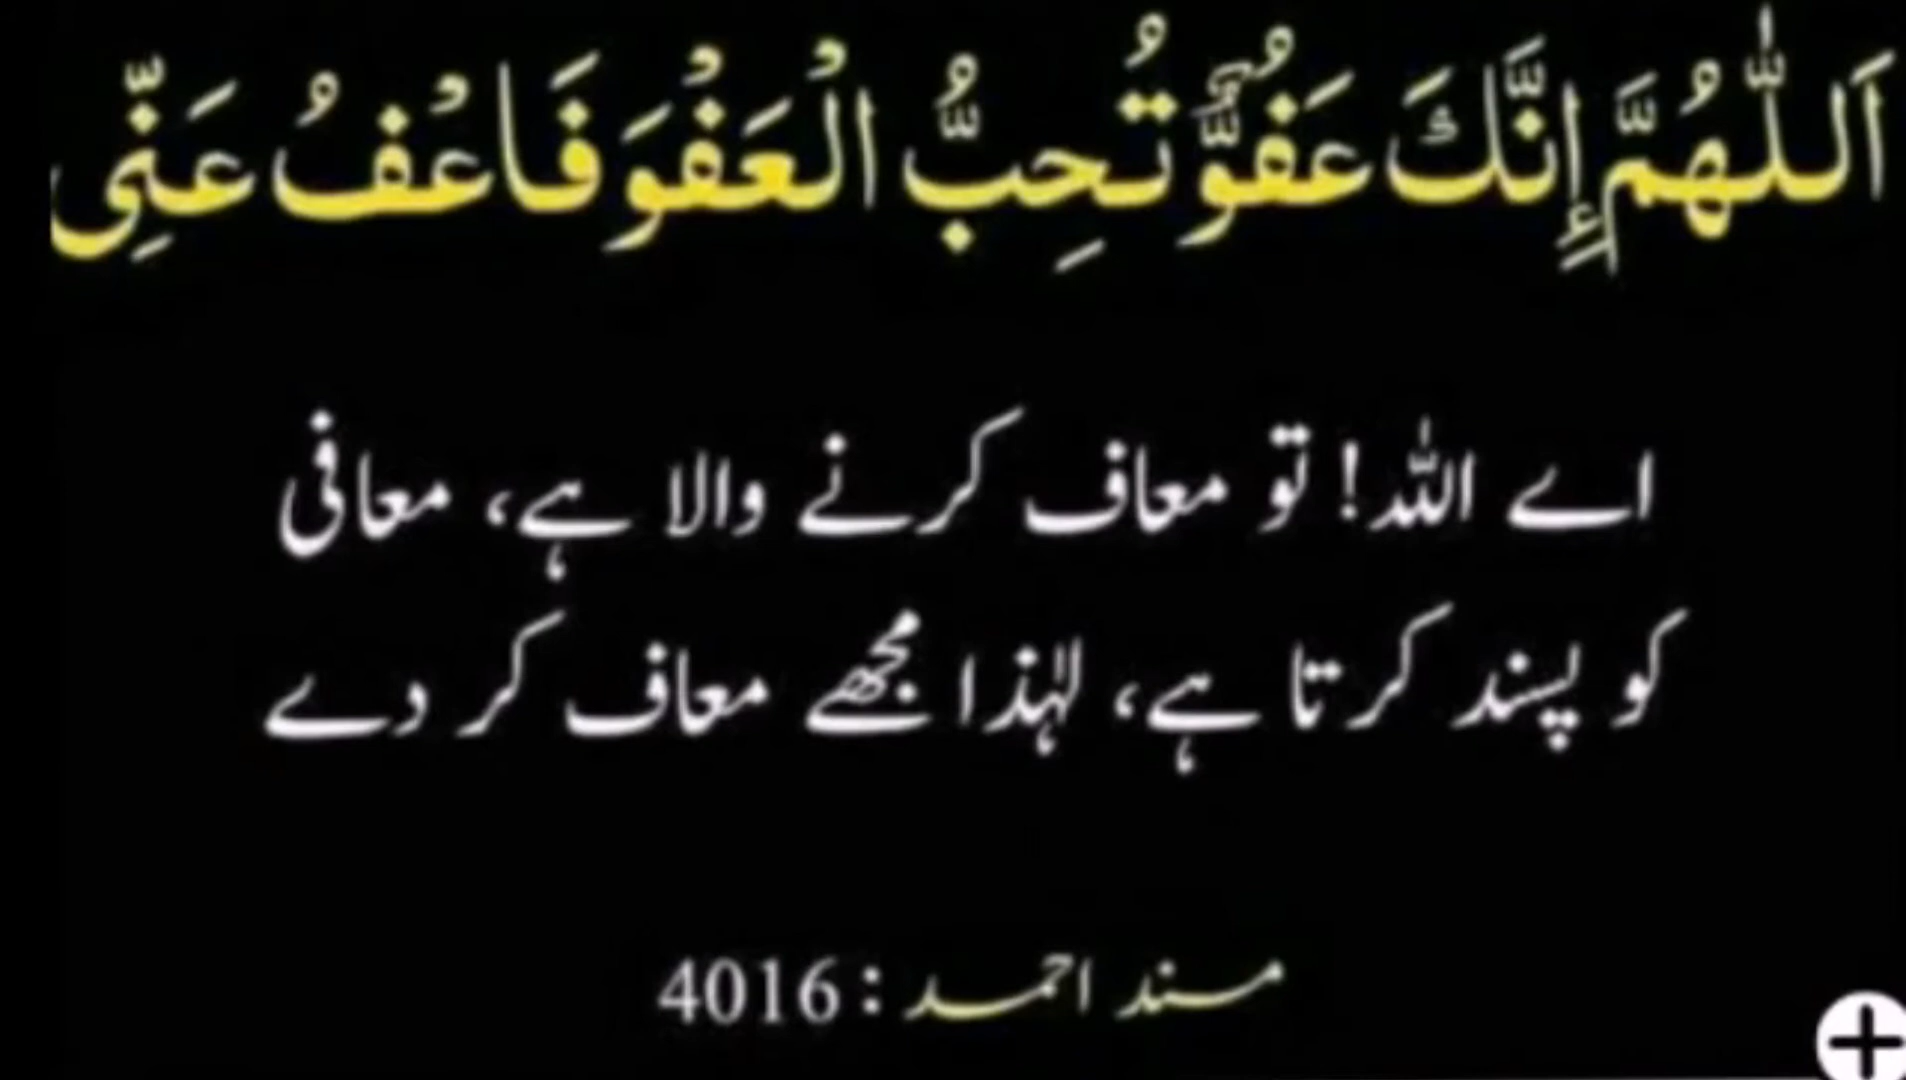 اَللّٰهُمَّ إِنَّكَ عَفُوٌّ تُحِبُّ الْعَفْوَ فَاعْفُ عَنِّی
اے اللہ! تو معاف کرنے والا ہے، معافی
کو پسند کرتا ہے، لہٰذا مجھے معاف کر دے
مسند احمد : 4016